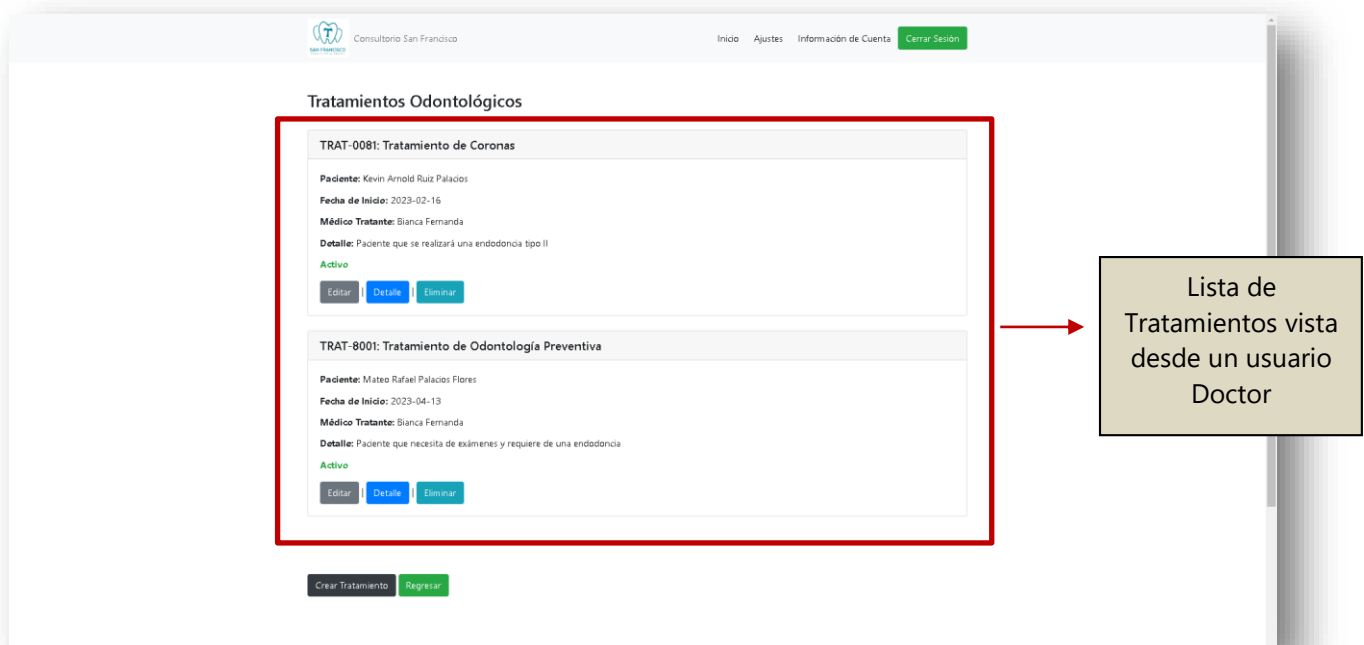 SAN FRANCISCO
Consultorio San Francisco
Inicio Ajustes Información de Cuenta Cerrar Sesión
Tratamientos Odontológicos
TRAT-0081: Tratamiento de Coronas
Paciente: Kevin Arnold Ruiz Palacios
Fecha de Inicio: 2023-02-16
Médico Tratante: Bianca Fernanda
Detalle: Paciente que se realizará una endodoncia tipo II
Activo
Editar | Detalle | Eliminar
TRAT-8001: Tratamiento de Odontología Preventiva
Paciente: Mateo Rafael Palacios Flores
Fecha de Inicio: 2023-04-13
Médico Tratante: Bianca Fernanda
Detalle: Paciente que necesita de exámenes y requiere de una endodoncia
Activo
Editar | Detalle | Eliminar
Crear Tratamiento Regresar
Lista de
Tratamientos vista
desde un usuario
Doctor